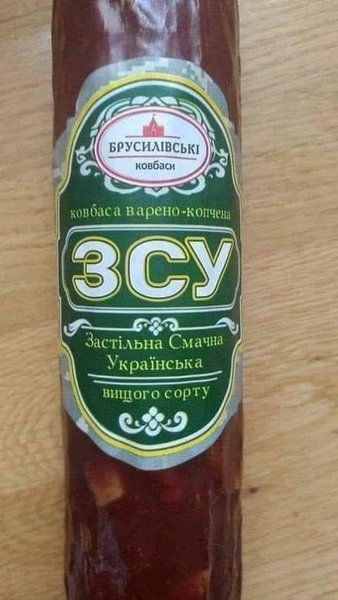 БРУСИЛІВСЬКІ
ковбаси
ковбаса варено-копчена
ЗСУ
Застільна Смачна
Українська
вищого сорту